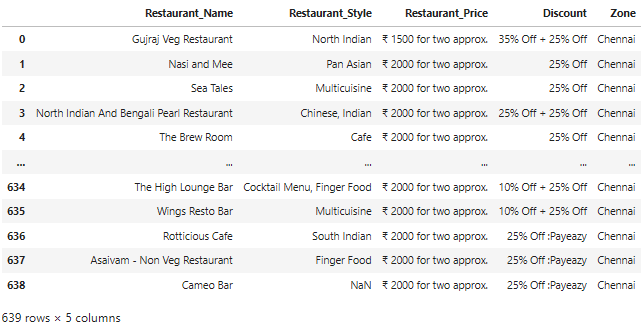 Restaurant_Name Restaurant_Style Restaurant_Price Discount Zone
0 Gujraj Veg Restaurant North Indian ₹ 1500 for two approx. 35% Off + 25% Off Chennai
1 Nasi and Mee Pan Asian ₹ 2000 for two approx. 25% Off Chennai
2 Sea Tales Multicuisine ₹ 2000 for two approx. 25% Off Chennai
3 North Indian And Bengali Pearl Restaurant Chinese, Indian ₹ 2000 for two approx. 25% Off + 25% Off Chennai
4 The Brew Room Cafe ₹ 2000 for two approx. 25% Off Chennai
... ... ... ... ... ...
634 The High Lounge Bar Cocktail Menu, Finger Food ₹ 2000 for two approx. 10% Off + 25% Off Chennai
635 Wings Resto Bar Multicuisine ₹ 2000 for two approx. 10% Off + 25% Off Chennai
636 Rotticious Cafe South Indian ₹ 2000 for two approx. 25% Off :Payeazy Chennai
637 Asaivam - Non Veg Restaurant Finger Food ₹ 2000 for two approx. 25% Off :Payeazy Chennai
638 Cameo Bar NaN ₹ 2000 for two approx. 25% Off :Payeazy Chennai
639 rows × 5 columns